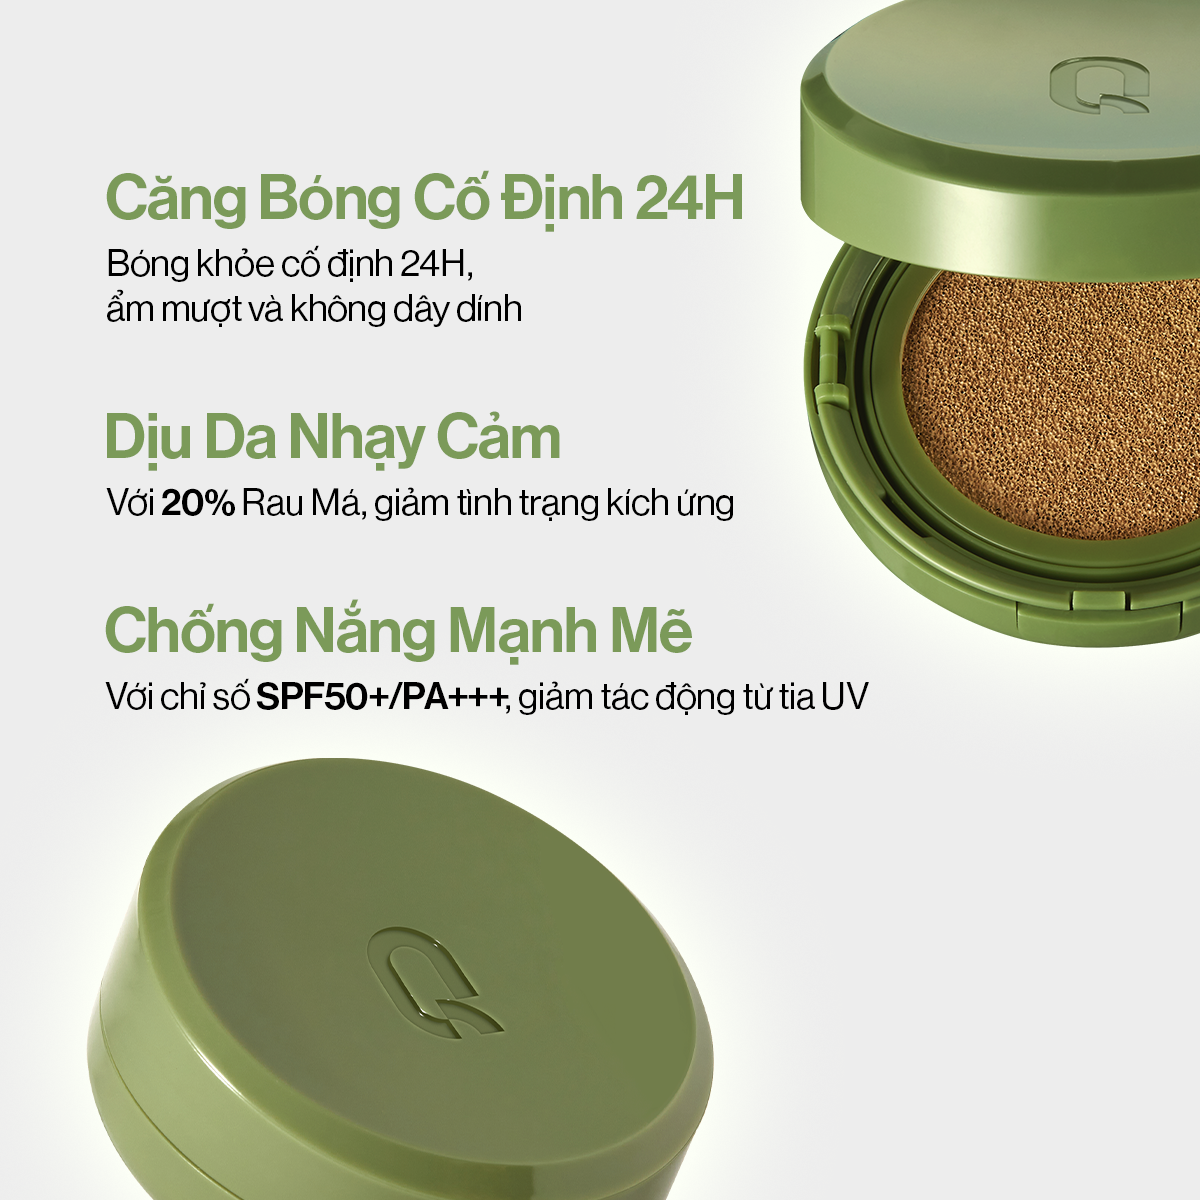 Căng Bóng Cố Định 24H
Bóng khỏe cố định 24H,
ẩm mượt và không dây dính
Dịu Da Nhạy Cảm
Với 20% Rau Má, giảm tình trạng kích ứng
Chống Nắng Mạnh Mẽ
Với chỉ số SPF50+/PA+++, giảm tác động từ tia UV